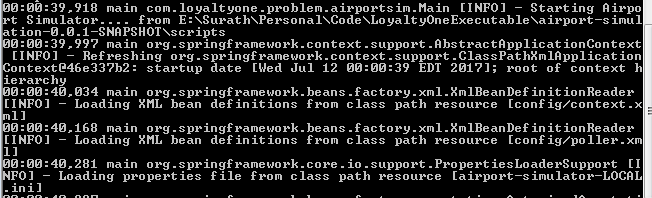 00:00:39,918 main com.loyaltyone.problem.airportsim.Main [INFO] - Starting Airpo
rt Simulator.... from E:\Surath\Personal\Code\LoyaltyOneExecutable\airport-simul
ation-0.0.1-SNAPSHOT\scripts
00:00:39,997 main org.springframework.context.support.AbstractApplicationContext
 [INFO] - Refreshing org.springframework.context.support.ClassPathXmlApplication
Context@46e337b2: startup date [Wed Jul 12 00:00:39 EDT 2017]; root of context h
ierarchy
00:00:40,034 main org.springframework.beans.factory.xml.XmlBeanDefinitionReader
[INFO] - Loading XML bean definitions from class path resource [config/context.x
ml]
00:00:40,168 main org.springframework.beans.factory.xml.XmlBeanDefinitionReader
[INFO] - Loading XML bean definitions from class path resource [config/poller.xm
l]
00:00:40,281 main org.springframework.core.io.support.PropertiesLoaderSupport [I
NFO] - Loading properties file from class path resource [airport-simulator-LOCAL
.ini]